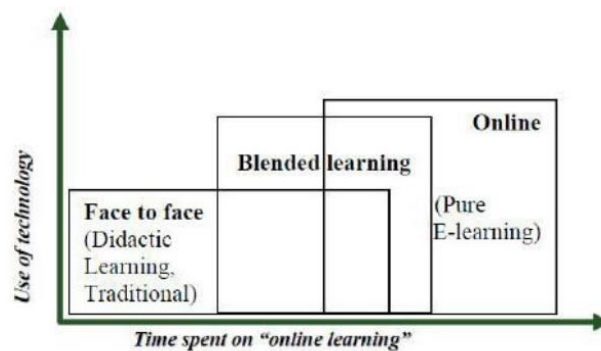 Use of technology
Online
Blended learning
Face to face
(Didactic
Learning,
Traditional)
(Pure
E-learning)
Time spent on “online learning”